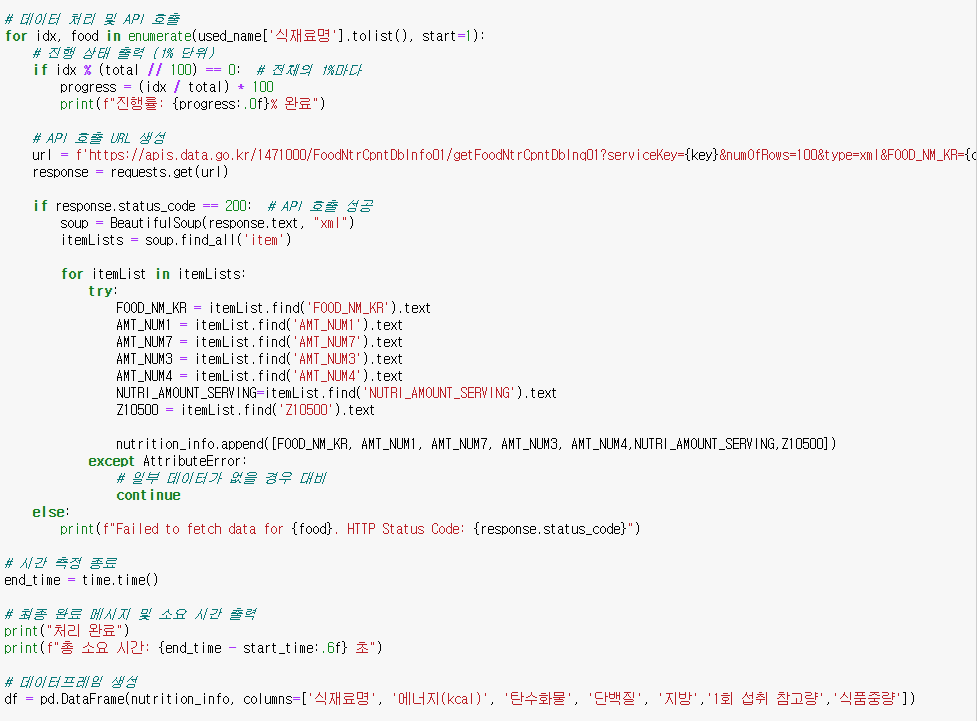 # 데이터 처리 및 API 호출
for idx, food in enumerate(used_name['식재료명'].tolist(), start=1):
    # 진행 상태 출력 (1% 단위)
    if idx % (total // 100) == 0:  # 전체의 1%마다
        progress = (idx / total) * 100
        print(f"진행률: {progress:.0f}% 완료")

    # API 호출 URL 생성
    url = f'https://apis.data.go.kr/1471000/FoodNtrCpntDbInfo01/getFoodNtrCpntDbInq01?serviceKey={key}&numOfRows=100&type=xml&FOOD_NM_KR={
    response = requests.get(url)

    if response.status_code == 200:  # API 호출 성공
        soup = BeautifulSoup(response.text, "xml")
        itemLists = soup.find_all('item')

        for itemList in itemLists:
            try:
                FOOD_NM_KR = itemList.find('FOOD_NM_KR').text
                AMT_NUM1 = itemList.find('AMT_NUM1').text
                AMT_NUM7 = itemList.find('AMT_NUM7').text
                AMT_NUM3 = itemList.find('AMT_NUM3').text
                AMT_NUM4 = itemList.find('AMT_NUM4').text
                NUTRI_AMOUNT_SERVING=itemList.find('NUTRI_AMOUNT_SERVING').text
                Z10500 = itemList.find('Z10500').text

                nutrition_info.append([FOOD_NM_KR, AMT_NUM1, AMT_NUM7, AMT_NUM3, AMT_NUM4,NUTRI_AMOUNT_SERVING,Z10500])
            except AttributeError:
                # 일부 데이터가 없을 경우 대비
                continue
    else:
        print(f"Failed to fetch data for {food}. HTTP Status Code: {response.status_code}")

# 시간 측정 종료
end_time = time.time()

# 최종 완료 메시지 및 소요 시간 출력
print("처리 완료")
print(f"총 소요 시간: {end_time - start_time:.6f} 초")

# 데이터프레임 생성
df = pd.DataFrame(nutrition_info, columns=['식재료명', '에너지(kcal)', '탄수화물', '단백질', '지방','1회 섭취 참고량','식품중량'])